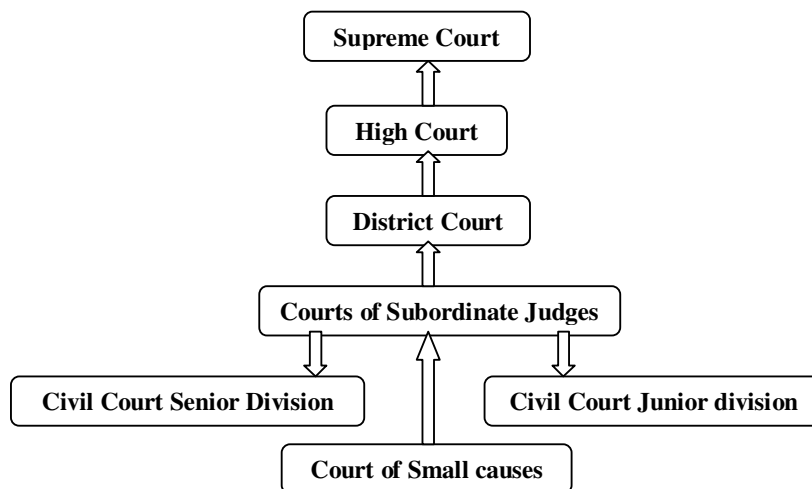 Supreme Court
High Court
District Court
Courts of Subordinate Judges
Civil Court Senior Division
Civil Court Junior division
Court of Small causes